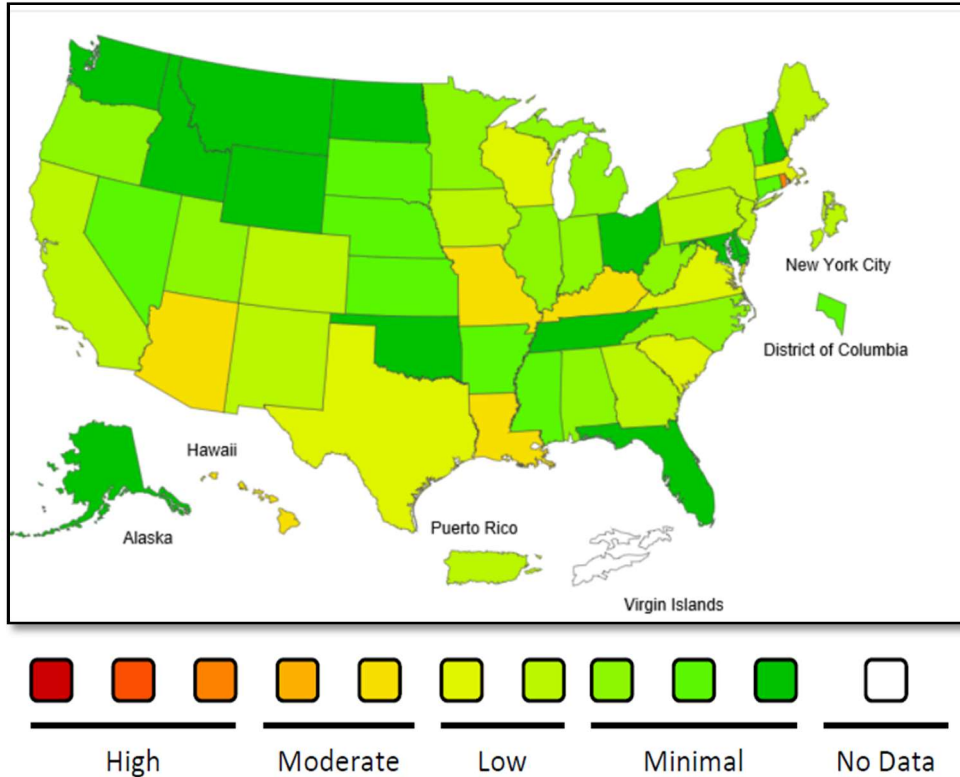 New York City
District of Columbia
Hawaii
Puerto Rico
Alaska
Virgin Islands
High
Moderate
Low
Minimal
No Data